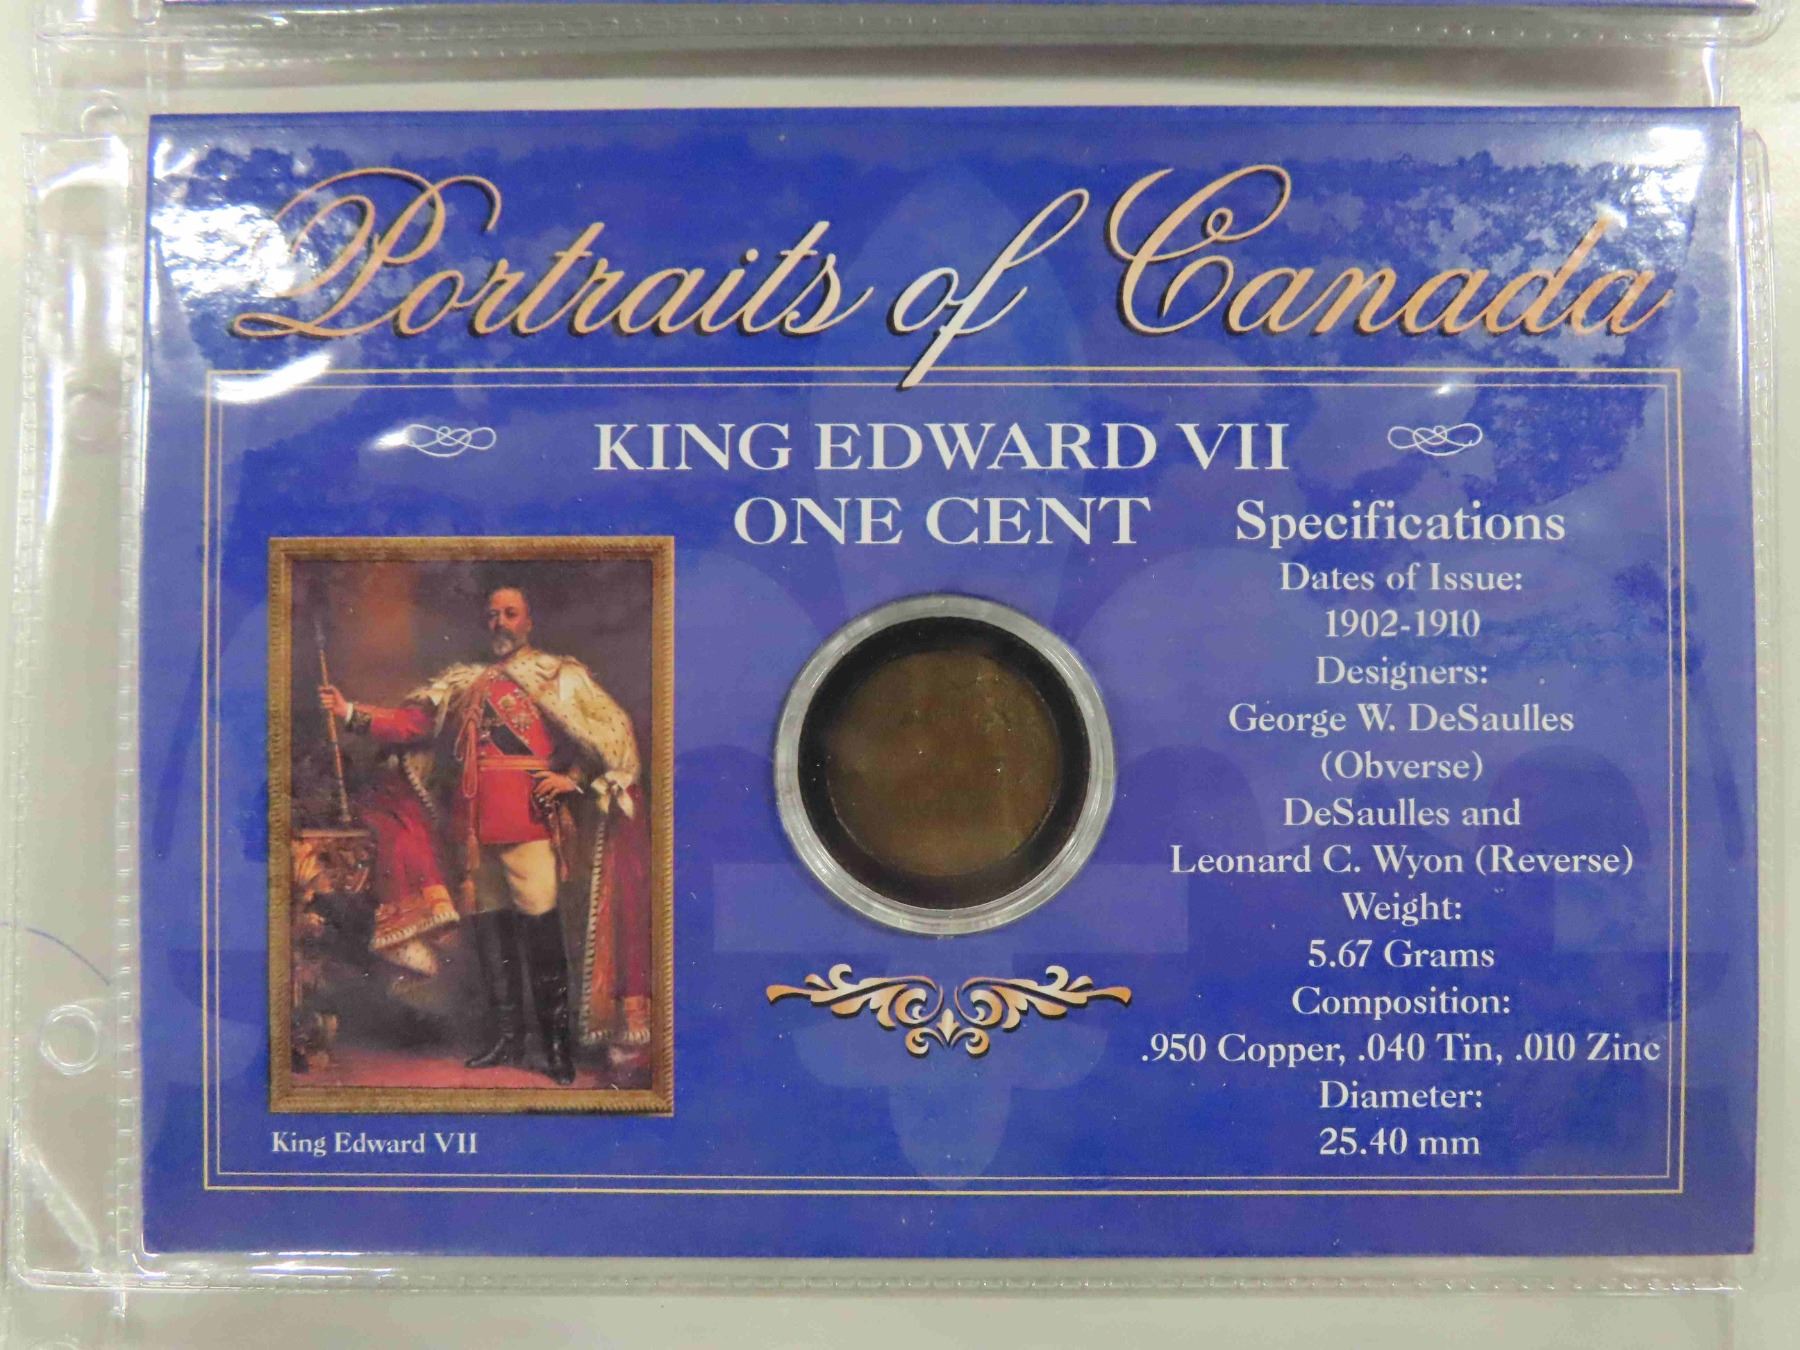 Portraits of Canada
KING EDWARD VII
ONE CENT
Specifications
Dates of Issue:
1902-1910
Designers:
George W. DeSaulles
(Obverse)
DeSaulles and
Leonard C. Wyon (Reverse)
Weight:
5.67 Grams
Composition:
.950 Copper, .040 Tin, .010 Zinc
Diameter:
25.40 mm
King Edward VII